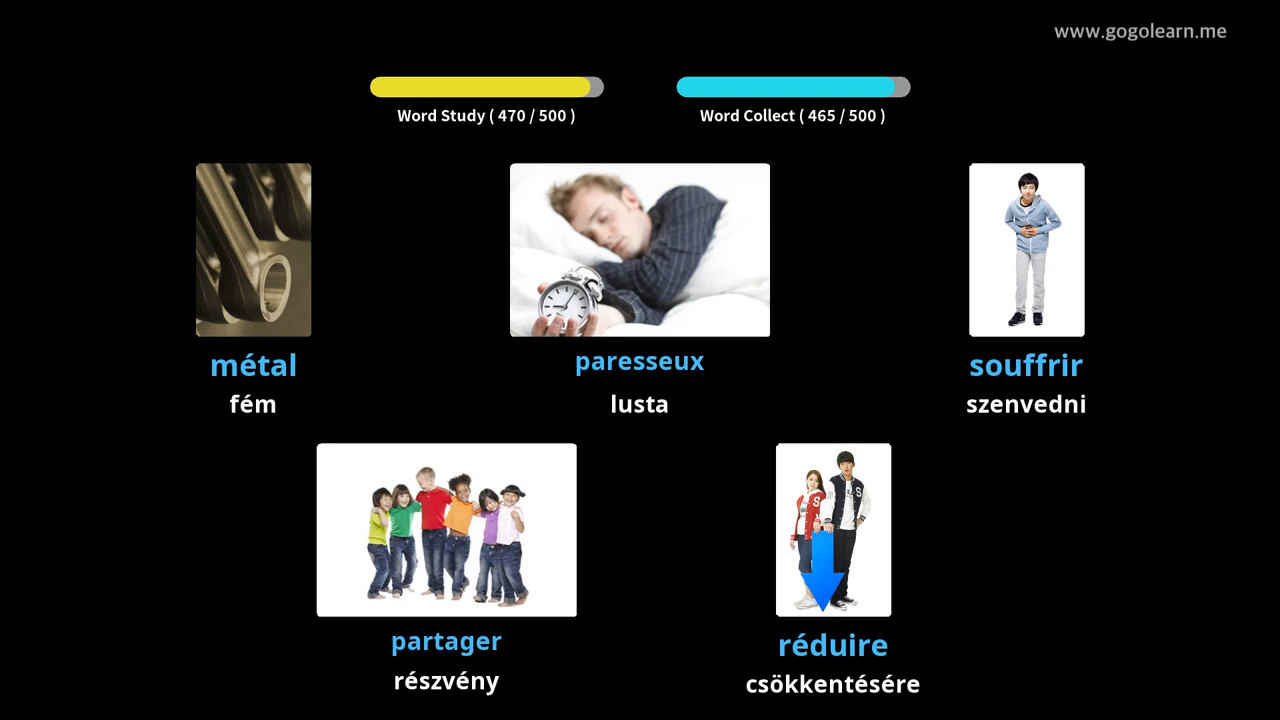 www.gogolearn.me
Word Study ( 470 / 500 )
Word Collect ( 465 / 500 )
métal
fém
paresseux
lusta
souffrir
szenvedni
partager
részvény
réduire
csökkentésére